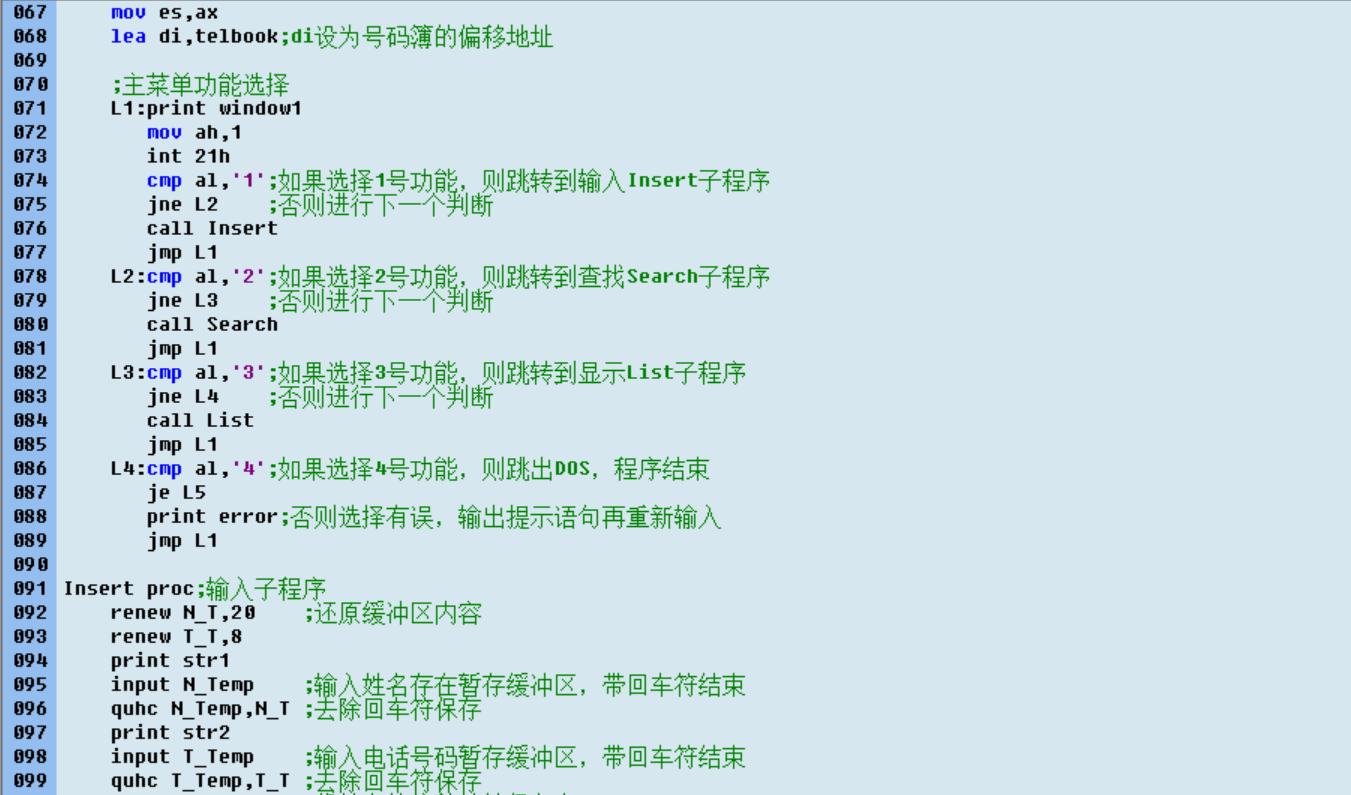 067 mov es,ax
068 lea di,telbook;di设为号码簿的偏移地址
069
070 ;主菜单功能选择
071 L1:print window1
072 mov ah,1
073 int 21h
074 cmp al,'1';如果选择1号功能，则跳转到输入Insert子程序
075 jne L2 ;否则进行下一个判断
076 call Insert
077 jmp L1
078 L2:cmp al,'2';如果选择2号功能，则跳转到查找Search子程序
079 jne L3 ;否则进行下一个判断
080 call Search
081 jmp L1
082 L3:cmp al,'3';如果选择3号功能，则跳转到显示List子程序
083 jne L4 ;否则进行下一个判断
084 call List
085 jmp L1
086 L4:cmp al,'4';如果选择4号功能，则跳出DOS，程序结束
087 je L5
088 print error;否则选择有误，输出提示语句再重新输入
089 jmp L1
090
091 Insert proc;输入子程序
092 renew N_T,20 ;还原缓冲区内容
093 renew T_T,8
094 print str1
095 input N_Temp ;输入姓名存在暂存缓冲区，带回车符结束
096 quhc N_Temp,N_T ;去除回车符保存
097 print str2
098 input T_Temp ;输入电话号码暂存缓冲区，带回车符结束
099 quhc T_Temp,T_T ;去除回车符保存